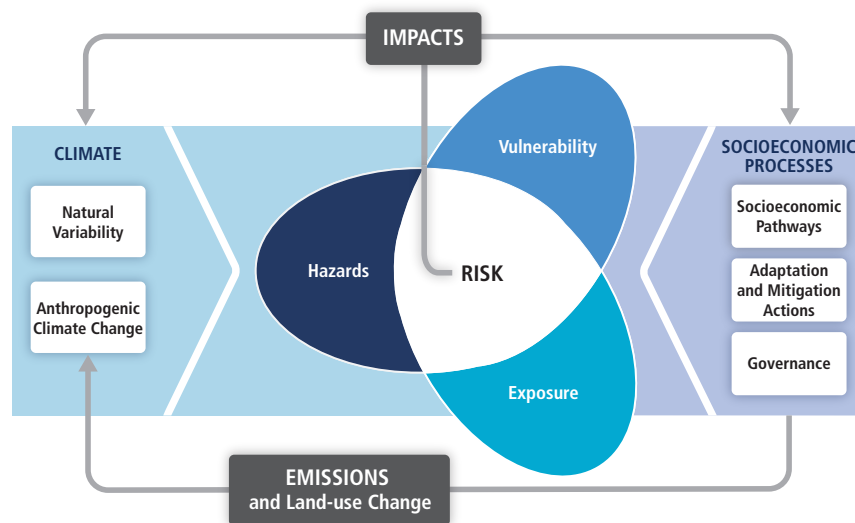 IMPACTS
CLIMATE
Natural
Variability
Anthropogenic
Climate Change
Vulnerability
Hazards
RISK
Exposure
SOCIOECONOMIC
PROCESSES
Socioeconomic
Pathways
Adaptation
and Mitigation
Actions
Governance
EMISSIONS
and Land-use Change